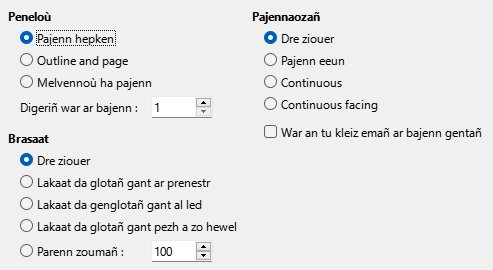 Peneloù
Pajenn hepken
Outline and page
Melvennoù ha pajenn
Digeriñ war ar bajenn :
1
Brasaat
Dre ziouer
Lakaat da glotañ gant ar prenestr
Lakaat da genglotañ gant al led
Lakaat da glotañ gant pezh a zo hewel
Parenn zoumañ :
100
Pajennaozañ
Dre ziouer
Pajenn eeun
Continuous
Continuous facing
War an tu kleiz emañ ar bajenn gentañ